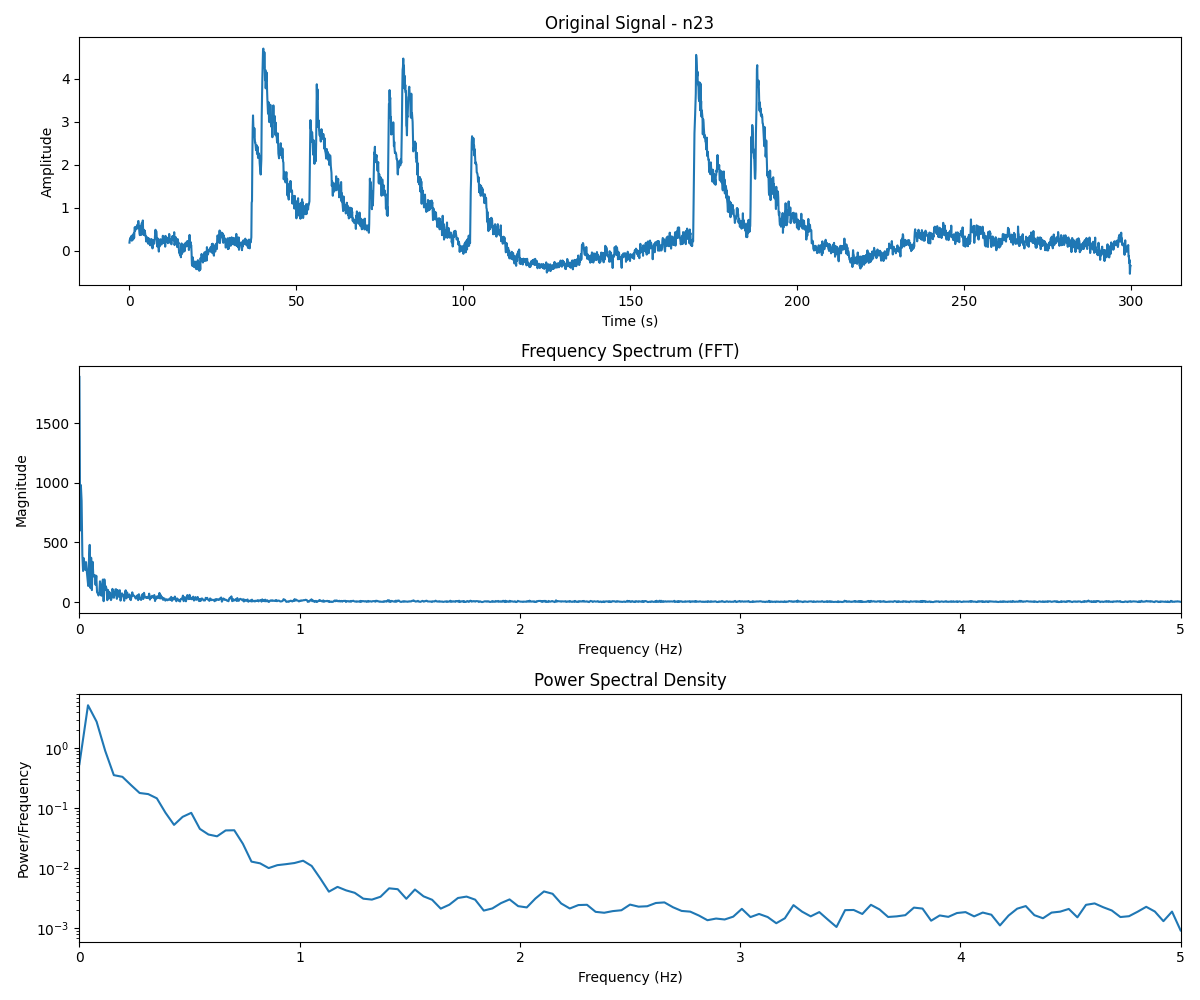 Original Signal - n23
Amplitude
4
3
2
1
0
0 50 100 150 200 250 300
Time (s)
Frequency Spectrum (FFT)
Magnitude
1500
1000
500
0
0 1 2 3 4 5
Frequency (Hz)
Power Spectral Density
Power/Frequency
10⁰
10⁻¹
10⁻²
10⁻³
0 1 2 3 4 5
Frequency (Hz)